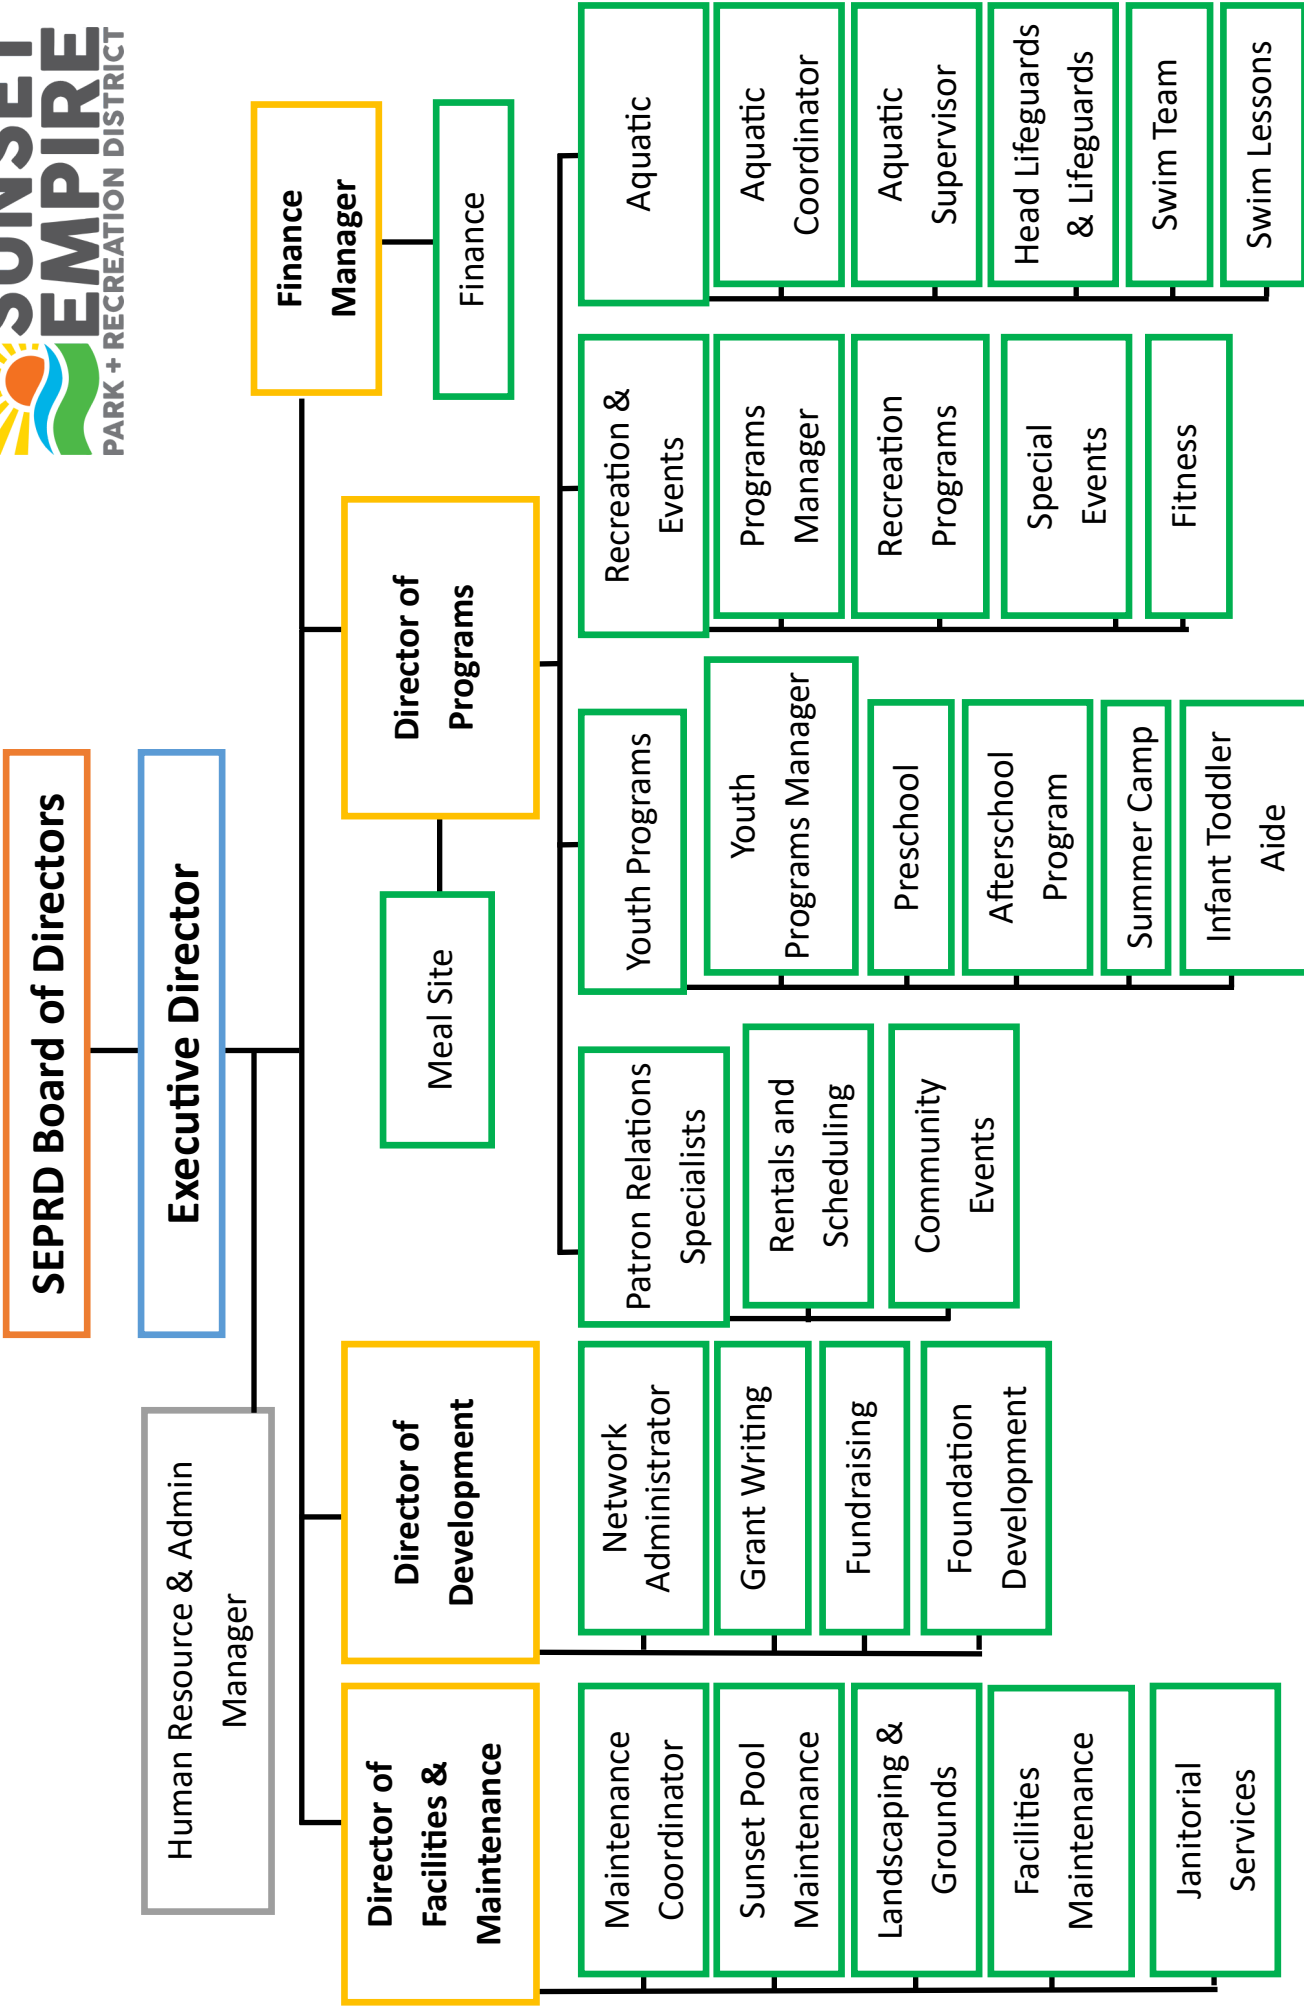 SUNSET
EMPIRE
PARK + RECREATION DISTRICT
SEPRD Board of Directors
Executive Director
Human Resource & Admin
Manager
Director of
Facilities &
Maintenance
Maintenance
Coordinator
Sunset Pool
Maintenance
Landscaping &
Grounds
Facilities
Maintenance
Janitorial
Services
Director of
Development
Network
Administrator
Grant Writing
Fundraising
Foundation
Development
Director of
Programs
Meal Site
Patron Relations
Specialists
Rentals and
Scheduling
Community
Events
Youth Programs
Youth
Programs Manager
Preschool
Afterschool
Program
Summer Camp
Infant Toddler
Aide
Recreation &
Events
Programs
Manager
Recreation
Programs
Special
Events
Fitness
Aquatic
Aquatic
Coordinator
Aquatic
Supervisor
Head Lifeguards
& Lifeguards
Swim Team
Swim Lessons
Finance
Manager
Finance